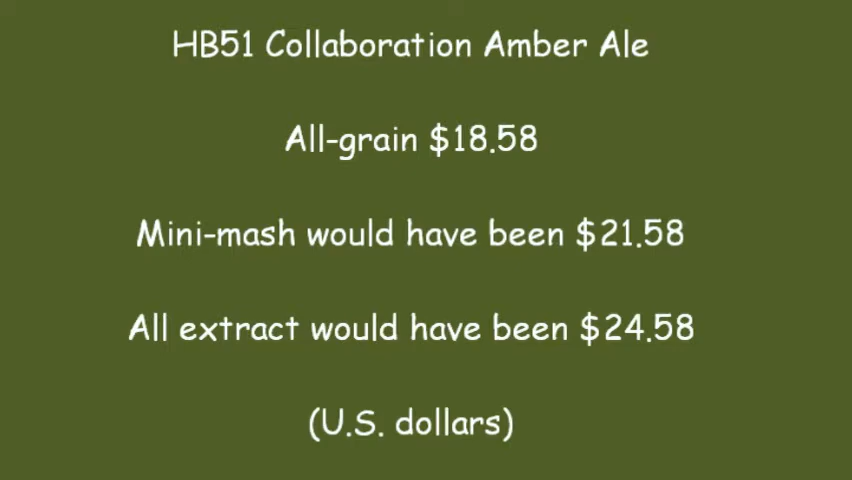 HB51 Collaboration Amber Ale
All-grain $18.58
Mini-mash would have been $21.58
All extract would have been $24.58
(U.S. dollars)